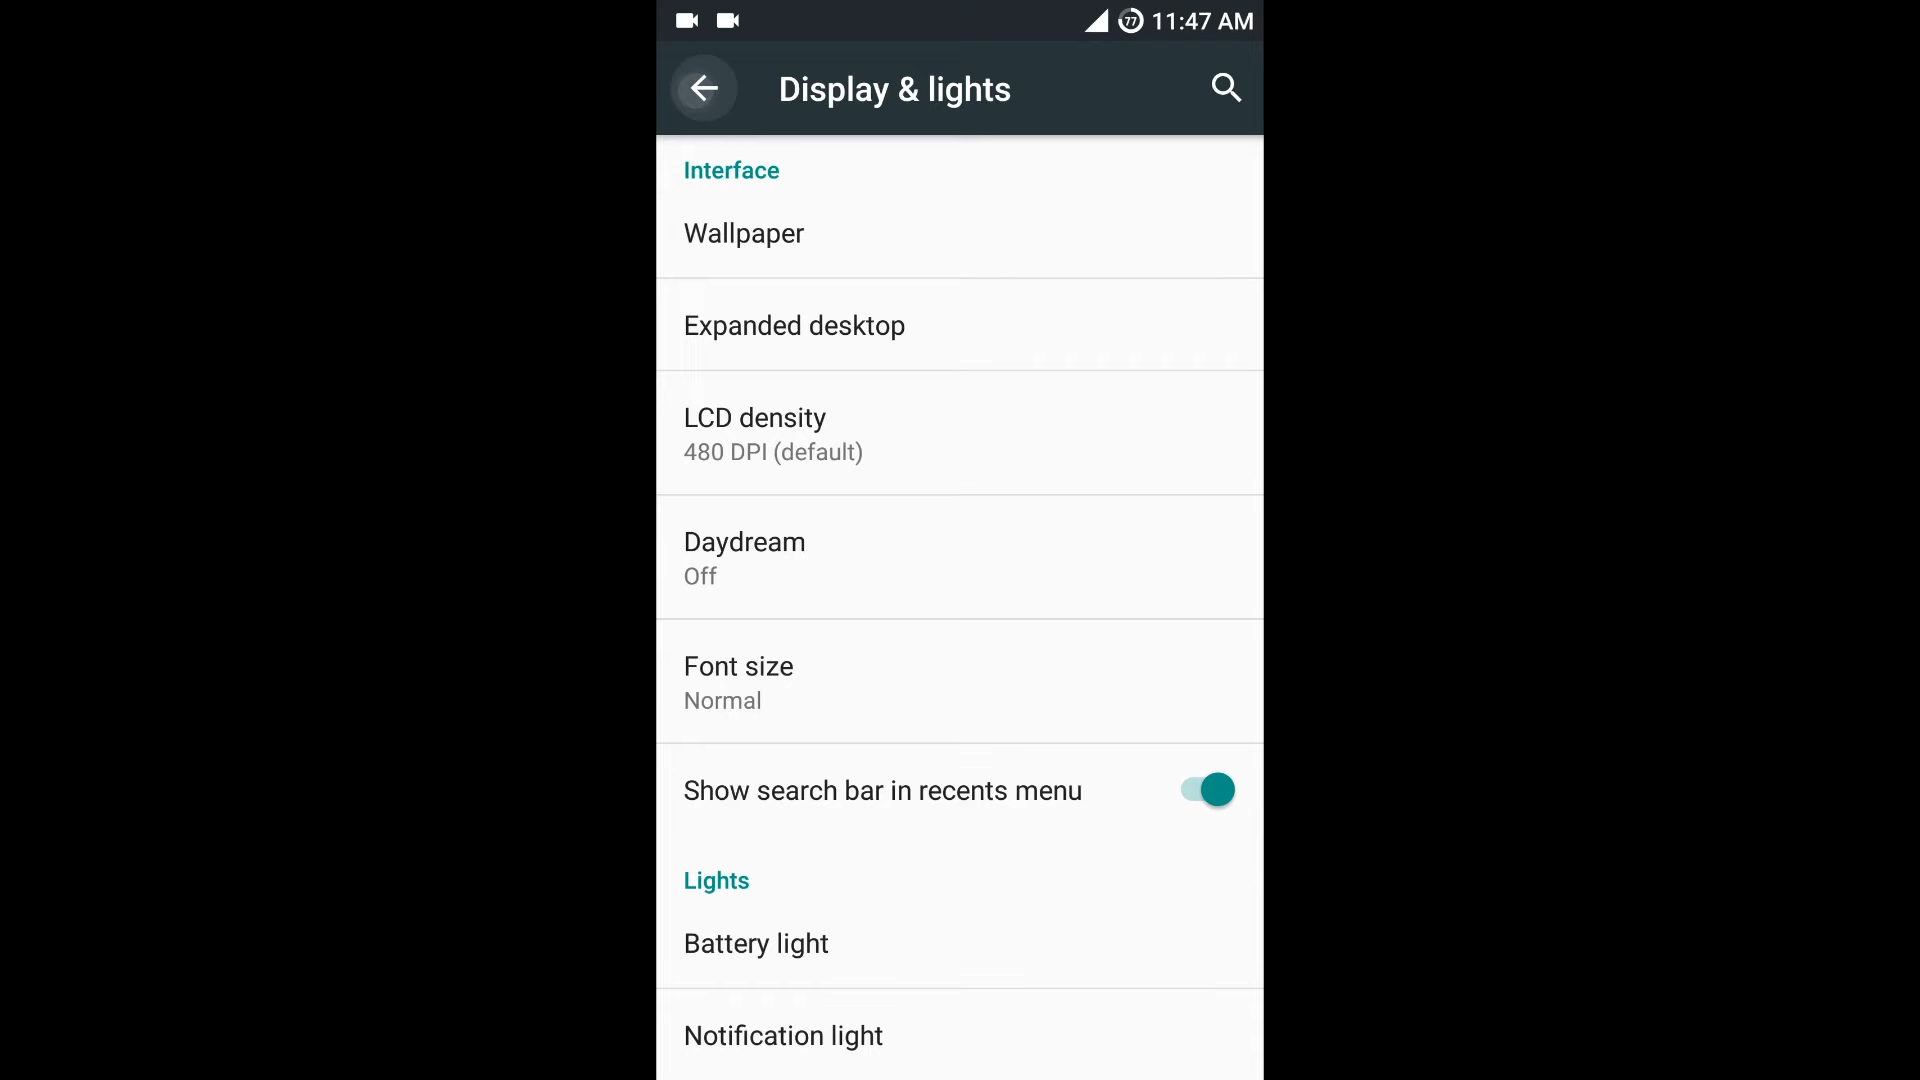 77 11:47 AM
Display & lights
Interface
Wallpaper
Expanded desktop
LCD density
480 DPI (default)
Daydream
Off
Font size
Normal
Show search bar in recents menu
Lights
Battery light
Notification light